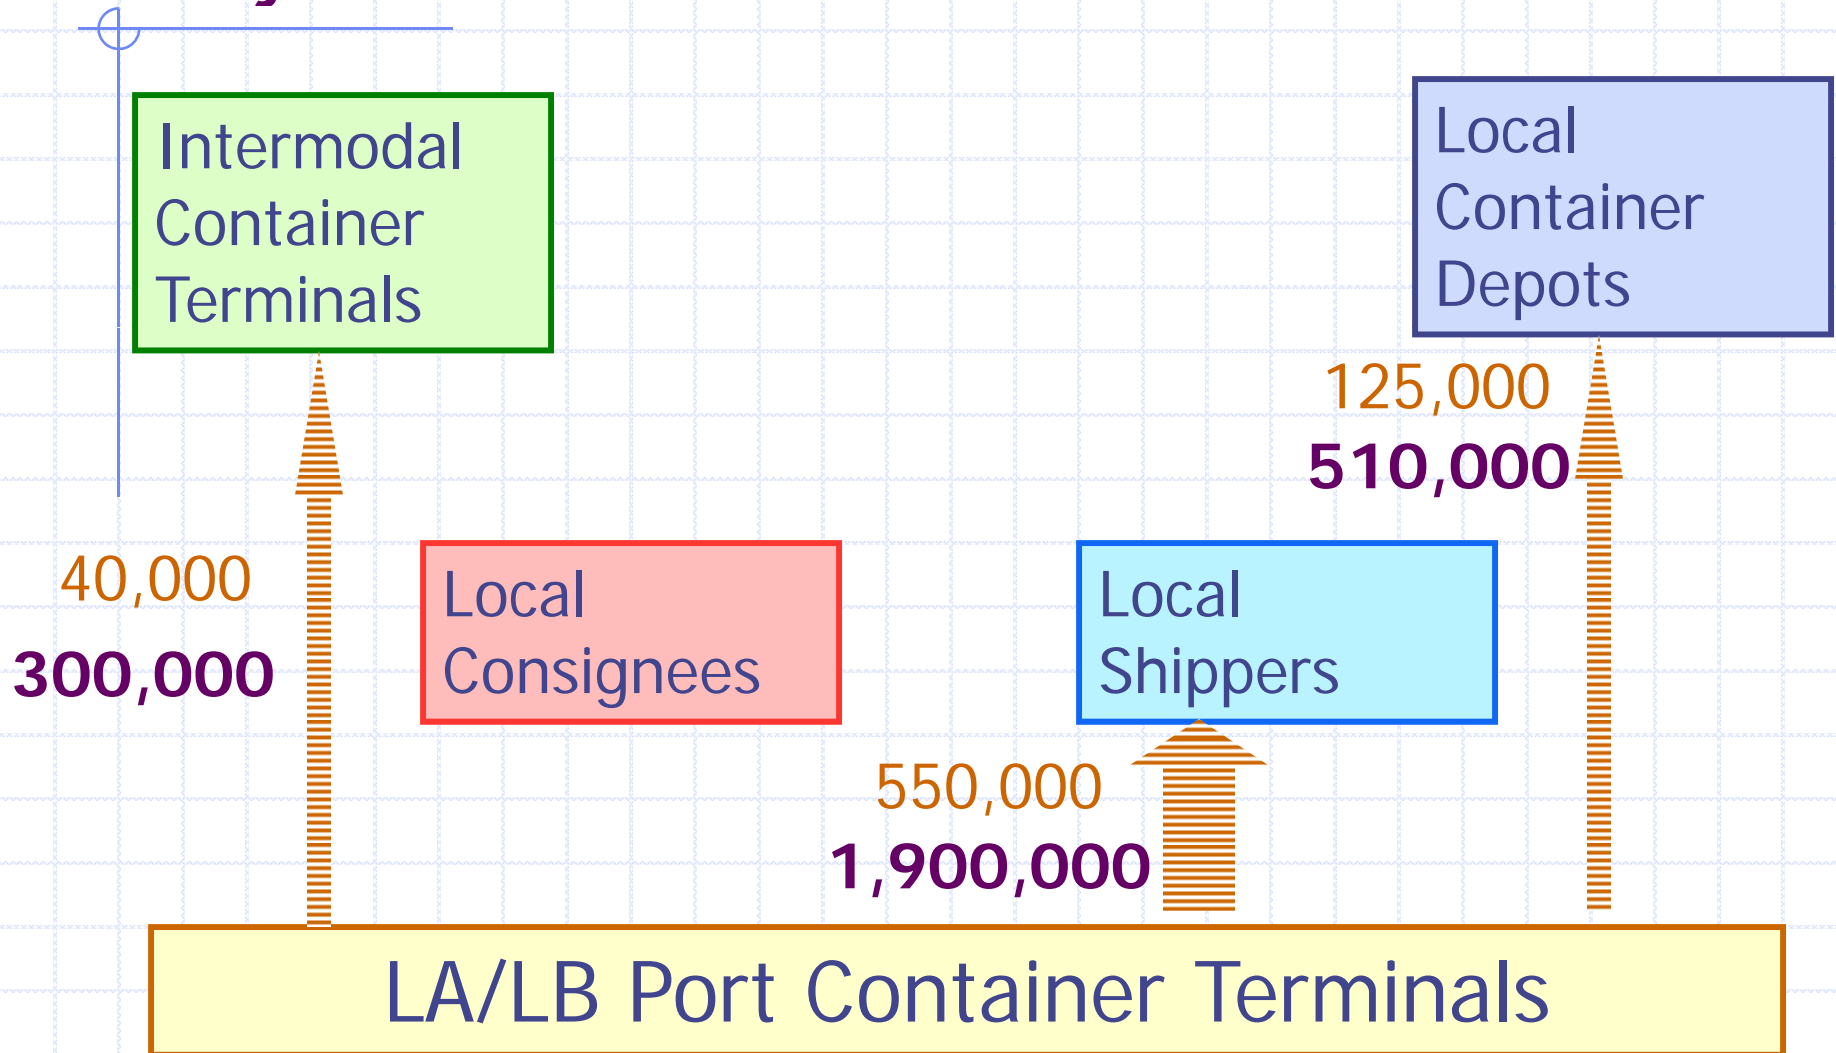 Intermodal
Container
Terminals
Local
Container
Depots
125,000
510,000
40,000
300,000
Local
Consignees
Local
Shippers
550,000
1,900,000
LA/LB Port Container Terminals